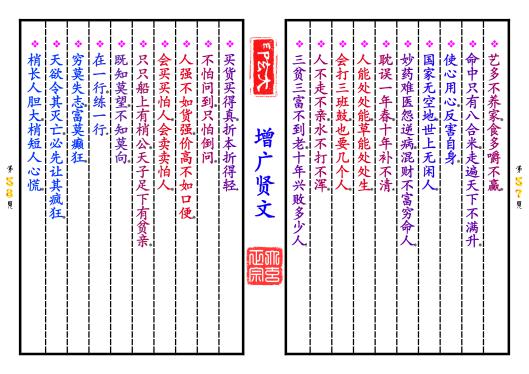 艺多不养家,食多嚼不赢。
命中只有八合米,走遍天下不满升。
使心用心,反害自身。
国家无空地,世上无闲人。
妙药难医怨逆病,混财不富穷命人。
耽误一年春,十年补不清。
人能处处能,草能处处生。
会打三班鼓,也要几个人。
人不走不亲,水不打不浑。
三贫三富不到老,十年兴败多少人。
增广贤文
买货买得真,折本折得轻。
不怕问到,只怕倒问。
人强不如货强,价高不如口便。
会买买怕人,会卖卖怕人。
只只船上有梢公,天子足下有贫亲。
既知莫望,不知莫向。
在一行,练一行。
穷莫失志,富莫癫狂。
天欲令其灭亡,必先让其疯狂。
梢长人胆大,梢短人心慌。
第57页
第58页